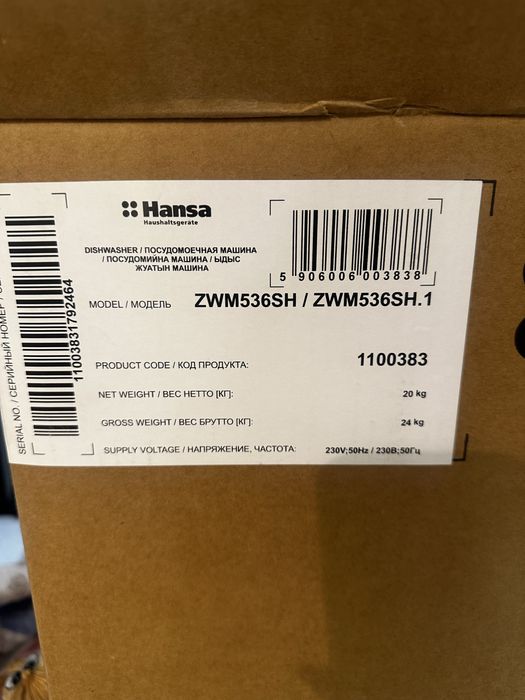 Hansa
Haushaltsgeräte
DISHWASHER / ПОСУДОМОЕЧНАЯ МАШИНА
/ ПОСУДОМИЙНА МАШИНА / ЫДЫС
ЖУАТЫН МАШИНА
5 906006 003838
MODEL / МОДЕЛЬ ZWM536SH / ZWM536SH.1
PRODUCT CODE / КОД ПРОДУКТА: 1100383
NET WEIGHT / ВЕС НЕТТО [КГ]: 20 kg
GROSS WEIGHT / ВЕС БРУТТО [КГ]: 24 kg
SUPPLY VOLTAGE / НАПРЯЖЕНИЕ, ЧАСТОТА: 230V;50Hz / 230В;50Гц
SERIAL NO. / СЕРИЙНЫЙ НОМЕР /
11003831792464